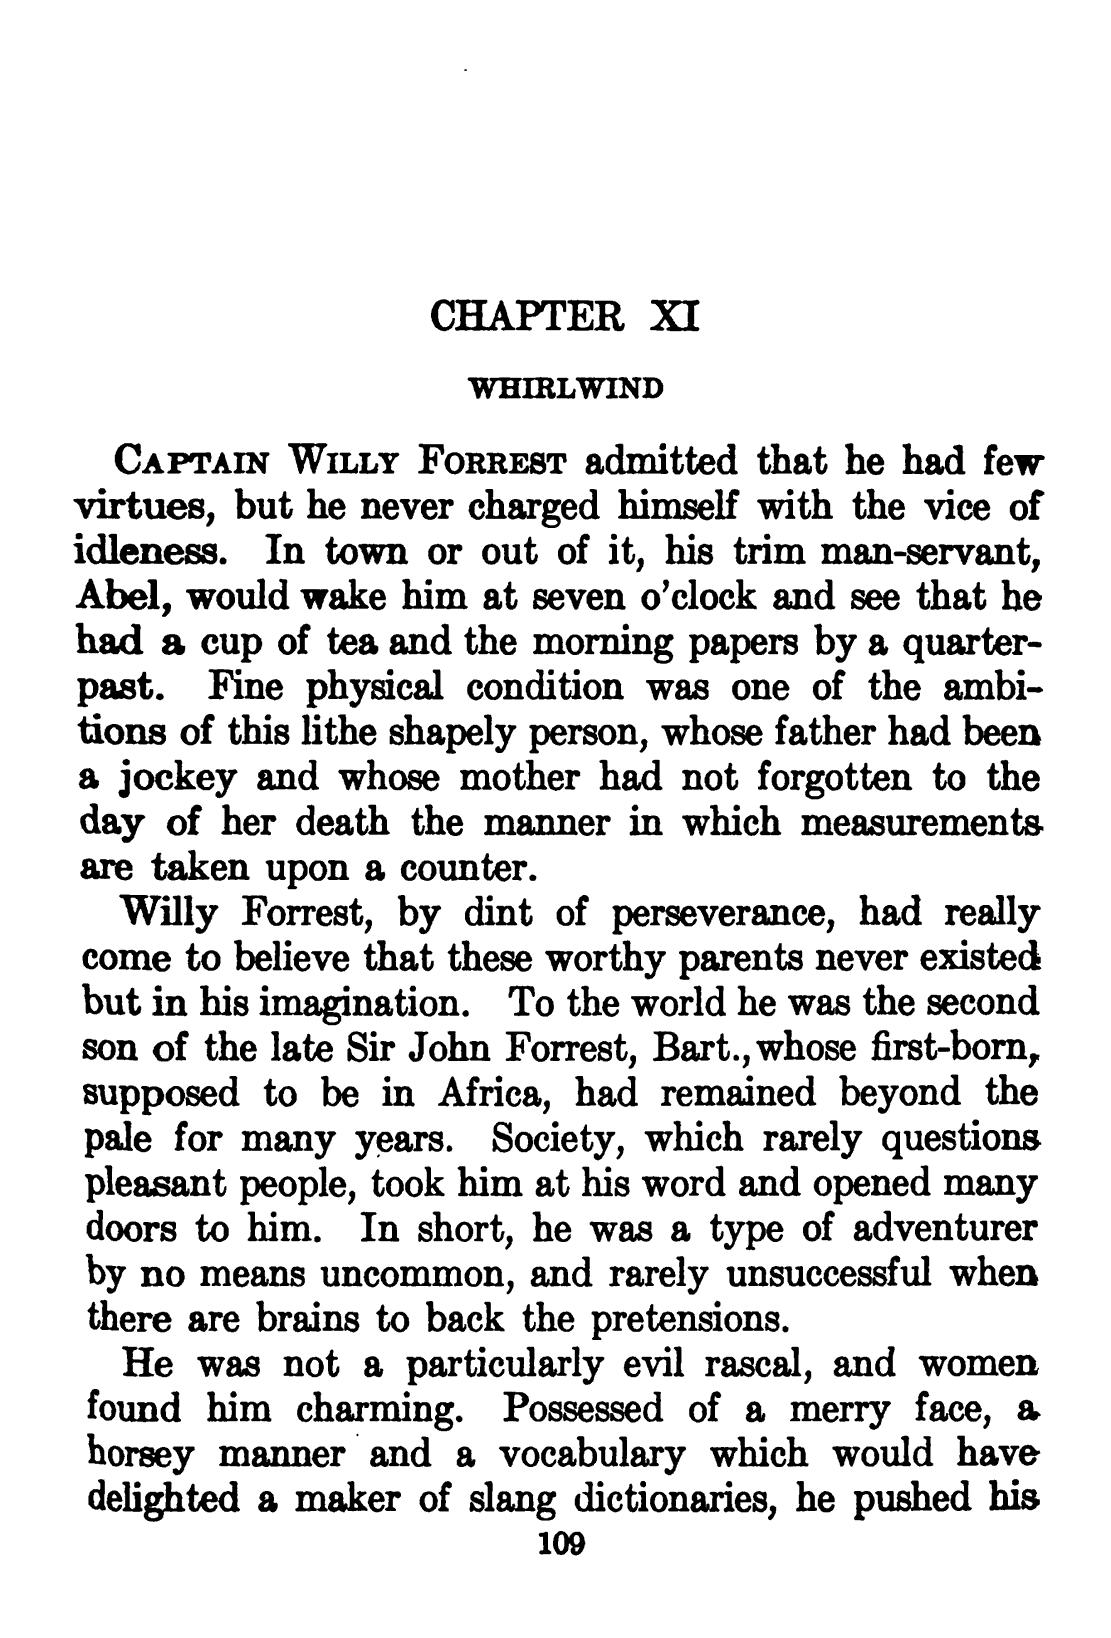 CHAPTER XI
WHIRLWIND
CAPTAIN WILLY FORREST admitted that he had few
virtues, but he never charged himself with the vice of
idleness. In town or out of it, his trim man-servant,
Abel, would wake him at seven o'clock and see that he
had a cup of tea and the morning papers by a quarter-
past. Fine physical condition was one of the ambi-
tions of this lithe shapely person, whose father had been
a jockey and whose mother had not forgotten to the
day of her death the manner in which measurements
are taken upon a counter.
Willy Forrest, by dint of perseverance, had really
come to believe that these worthy parents never existed
but in his imagination. To the world he was the second
son of the late Sir John Forrest, Bart., whose first-born,
supposed to be in Africa, had remained beyond the
pale for many years. Society, which rarely questions
pleasant people, took him at his word and opened many
doors to him. In short, he was a type of adventurer
by no means uncommon, and rarely unsuccessful when
there are brains to back the pretensions.
He was not a particularly evil rascal, and women
found him charming. Possessed of a merry face, a
horsey manner and a vocabulary which would have
delighted a maker of slang dictionaries, he pushed his
109